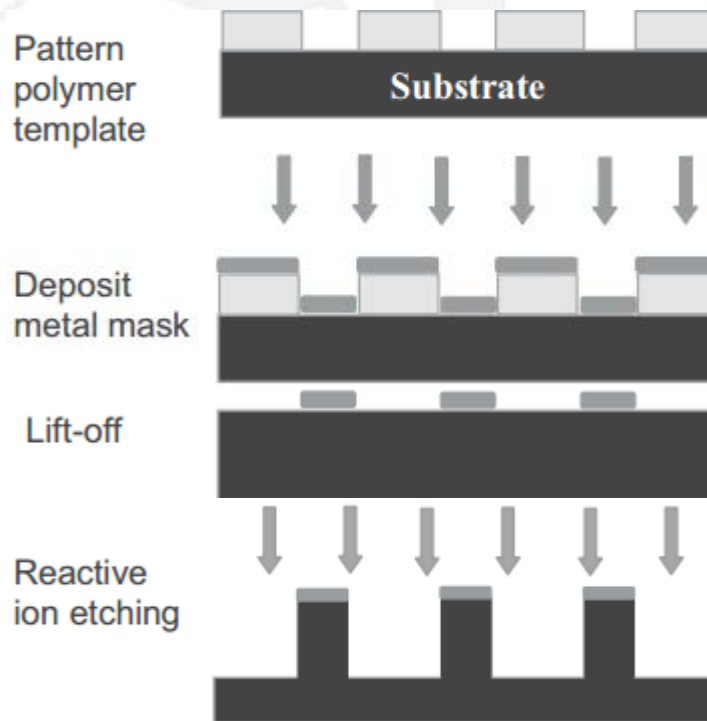 Pattern
polymer
template
Substrate
Deposit
metal mask
Lift-off
Reactive
ion etching